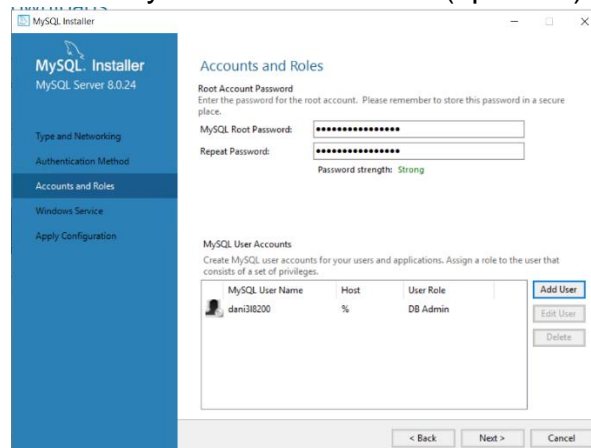 MySQL Installer
MySQL. Installer
MySQL Server 8.0.24
Type and Networking
Authentication Method
Accounts and Roles
Windows Service
Apply Configuration
Accounts and Roles
Root Account Password
Enter the password for the root account. Please remember to store this password in a secure
place.
MySQL Root Password: ●●●●●●●●●●●●●●●●
Repeat Password: ●●●●●●●●●●●●●●●●
Password strength: Strong
MySQL User Accounts
Create MySQL user accounts for your users and applications. Assign a role to the user that
consists of a set of privileges.
MySQL User Name Host User Role
% DB Admin
Add User
Edit User
Delete
< Back Next > Cancel